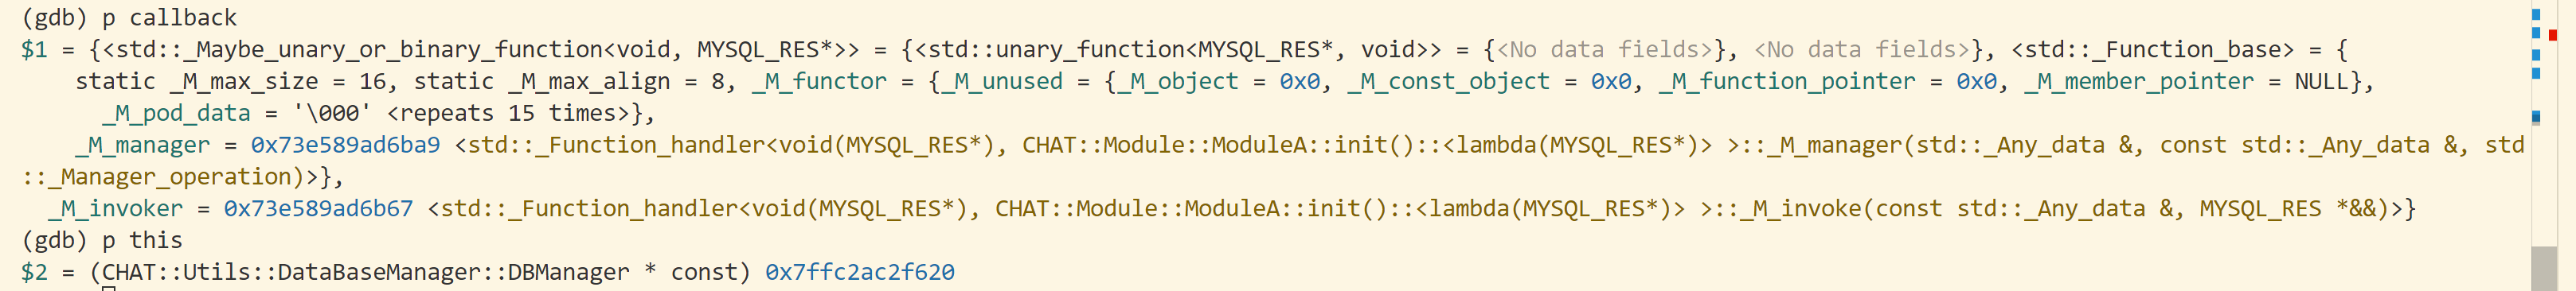 (gdb) p callback
$1 = {<std::_Maybe_unary_or_binary_function<void, MYSQL_RES*>> = {<std::unary_function<MYSQL_RES*, void>> = {<No data fields>}, <No data fields>}, <std::_Function_base> = {
    static _M_max_size = 16, static _M_max_align = 8, _M_functor = {_M_unused = {_M_object = 0x0, _M_const_object = 0x0, _M_function_pointer = 0x0, _M_member_pointer = NULL},
      _M_pod_data = '\000' <repeats 15 times>},
    _M_manager = 0x73e589ad6ba9 <std::_Function_handler<void(MYSQL_RES*), CHAT::Module::ModuleA::init()::<lambda(MYSQL_RES*)> >::_M_manager(std::_Any_data &, const std::_Any_data &, std
::_Manager_operation)>},
  _M_invoker = 0x73e589ad6b67 <std::_Function_handler<void(MYSQL_RES*), CHAT::Module::ModuleA::init()::<lambda(MYSQL_RES*)> >::_M_invoke(const std::_Any_data &, MYSQL_RES *&&)>}
(gdb) p this
$2 = (CHAT::Utils::DataBaseManager::DBManager * const) 0x7ffc2ac2f620